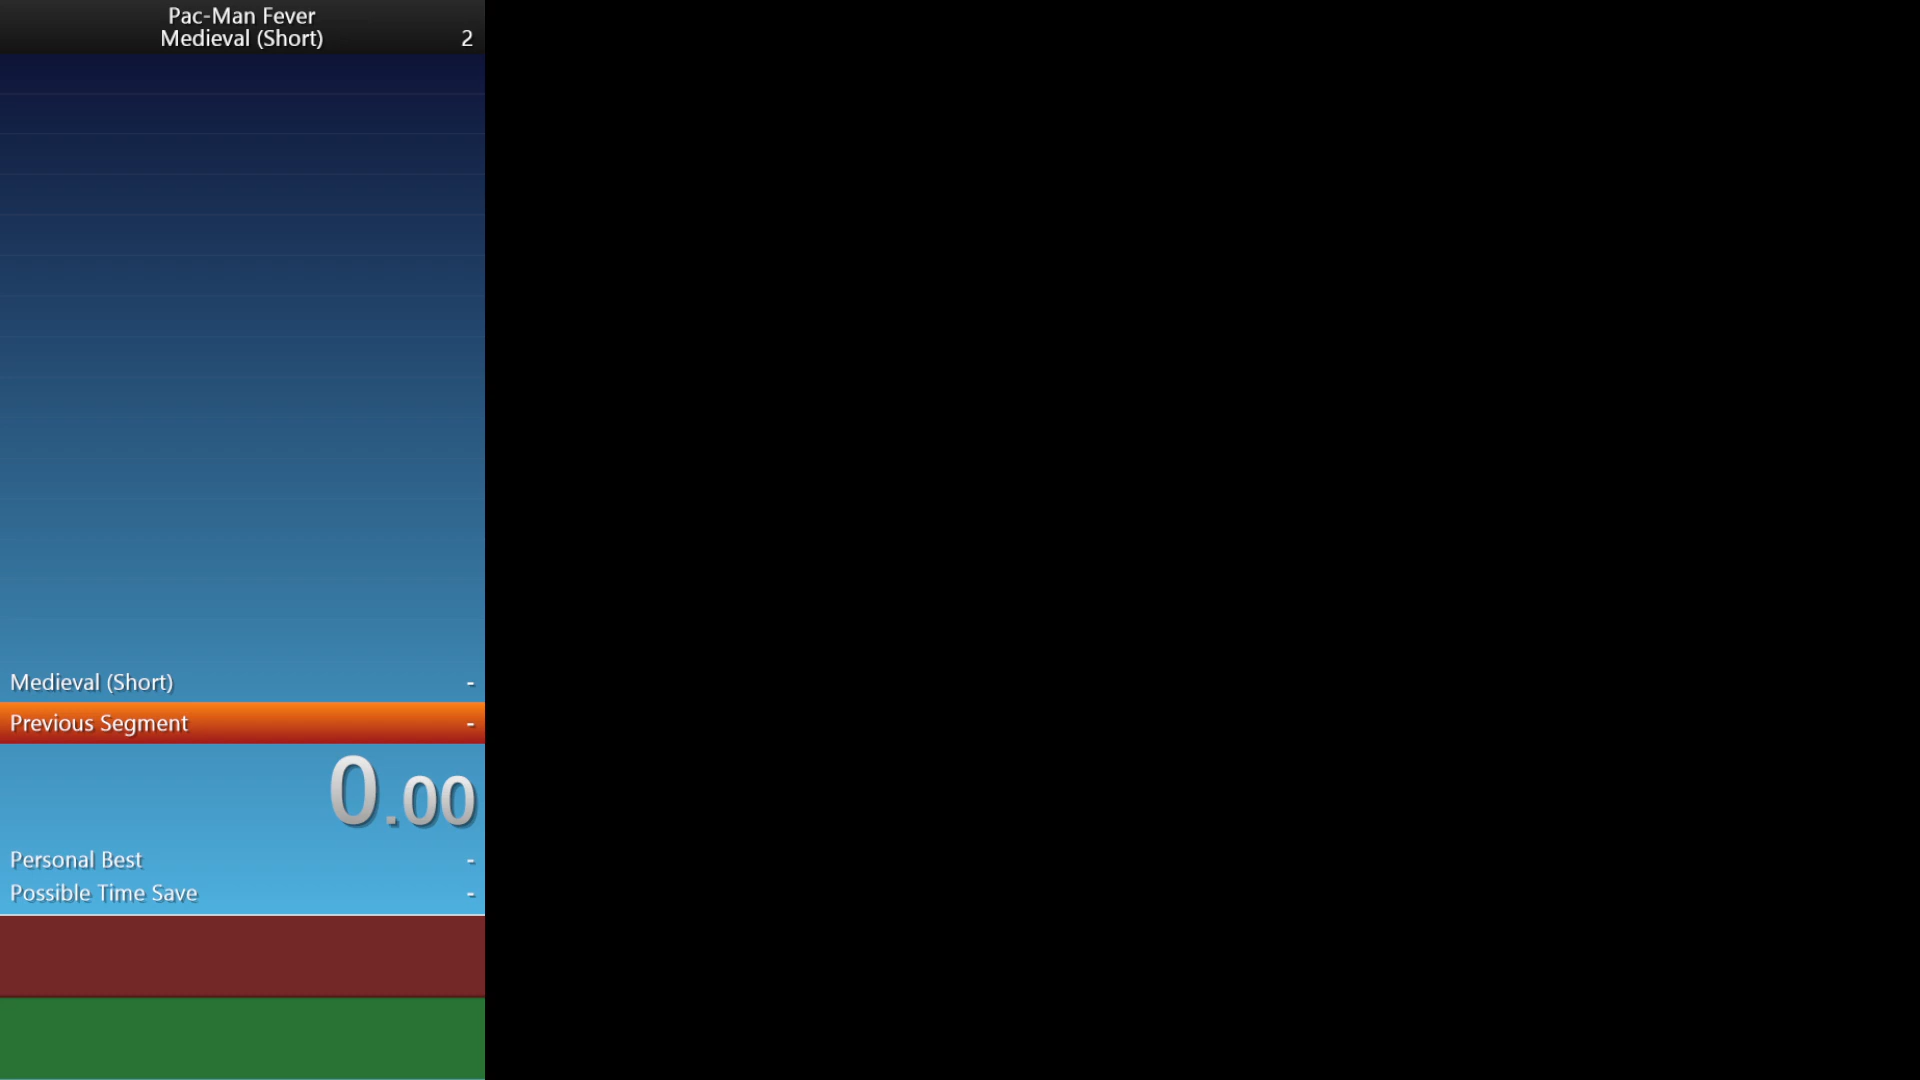 Pac-Man Fever
Medieval (Short) 2
Medieval (Short) -
Previous Segment -
0.00
Personal Best -
Possible Time Save -